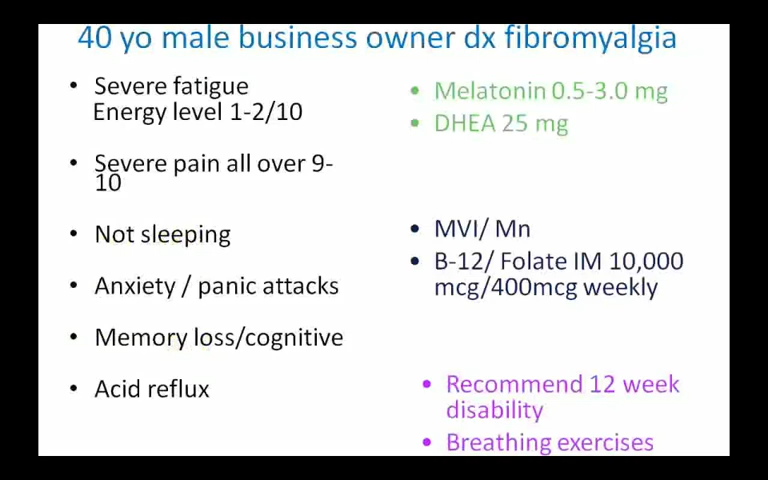 40 yo male business owner dx fibromyalgia
• Severe fatigue
Energy level 1-2/10
• Severe pain all over 9-
10
• Not sleeping
• Anxiety / panic attacks
• Memory loss/cognitive
• Acid reflux
• Melatonin 0.5-3.0 mg
• DHEA 25 mg
• MVI/ Mn
• B-12/ Folate IM 10,000
mcg/400mcg weekly
• Recommend 12 week
disability
• Breathing exercises